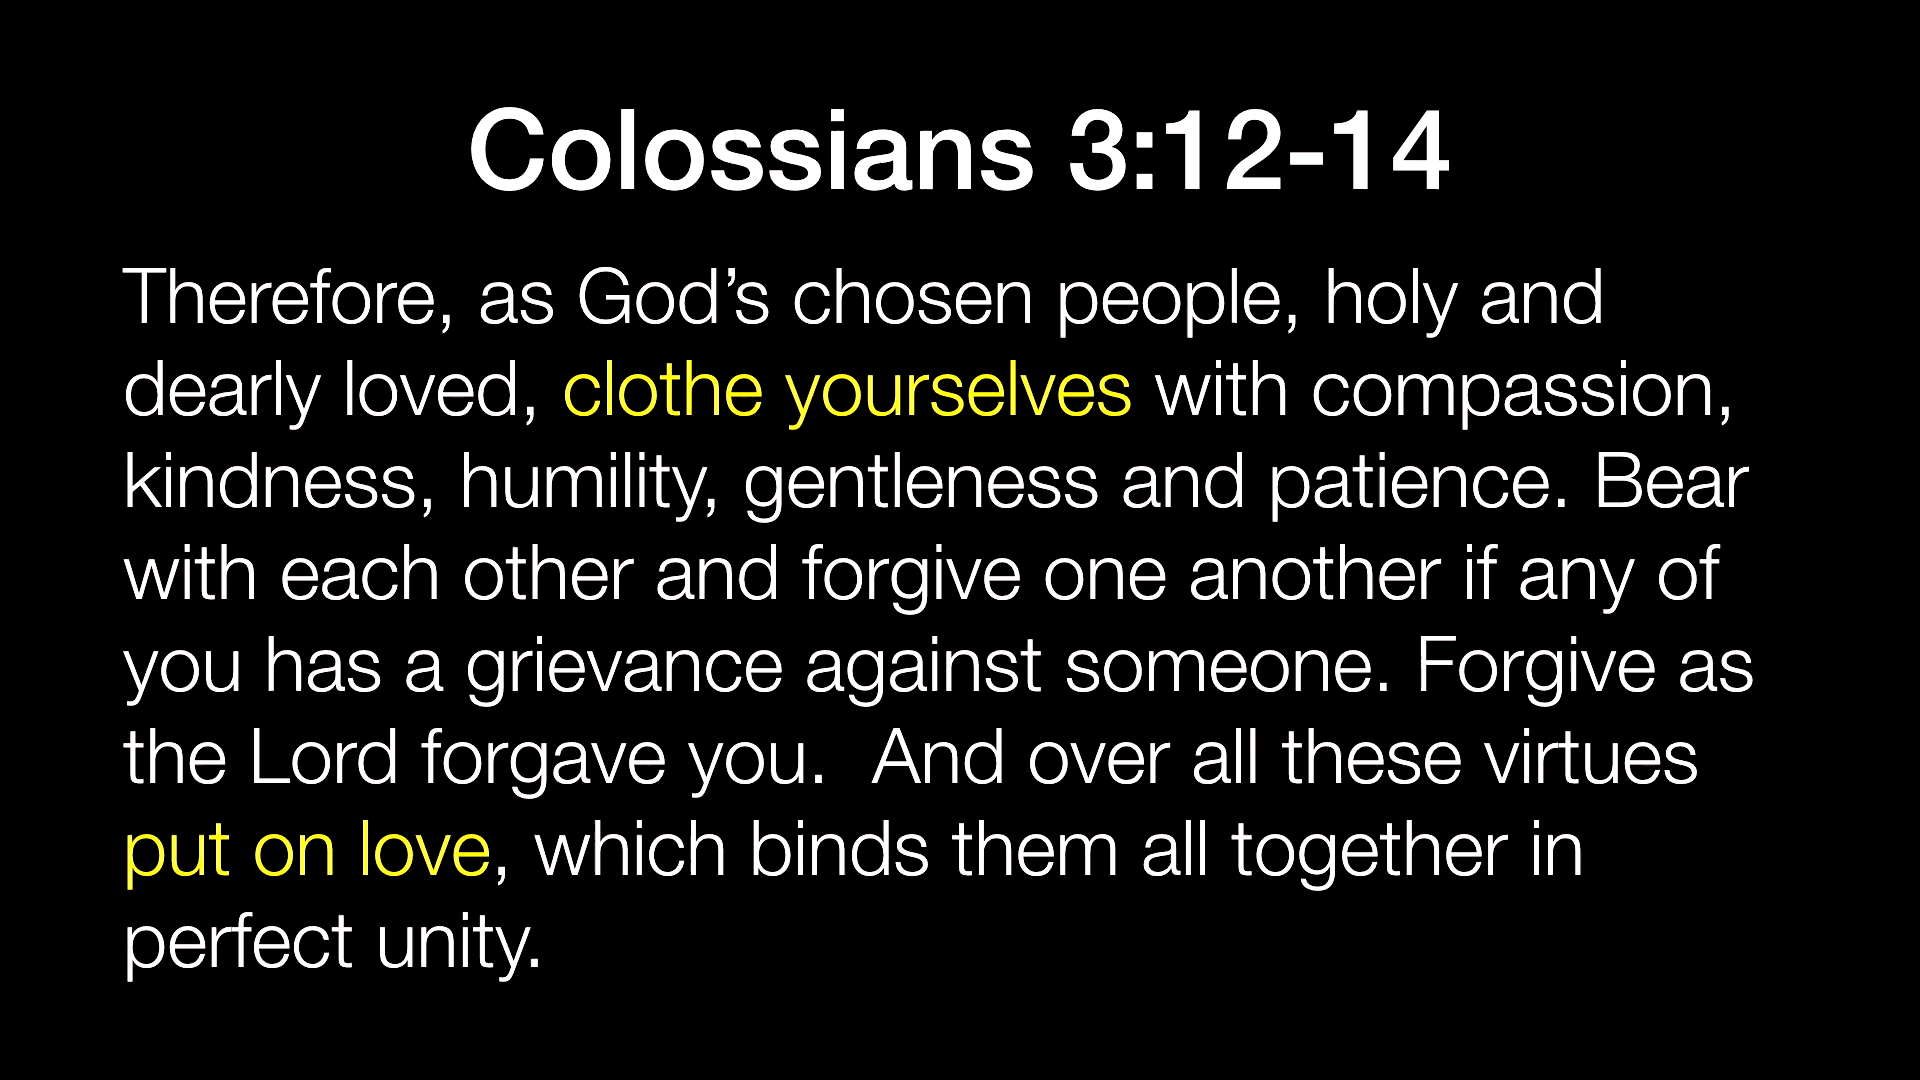 Colossians 3:12-14
Therefore, as God’s chosen people, holy and
dearly loved, clothe yourselves with compassion,
kindness, humility, gentleness and patience. Bear
with each other and forgive one another if any of
you has a grievance against someone. Forgive as
the Lord forgave you.  And over all these virtues
put on love, which binds them all together in
perfect unity.